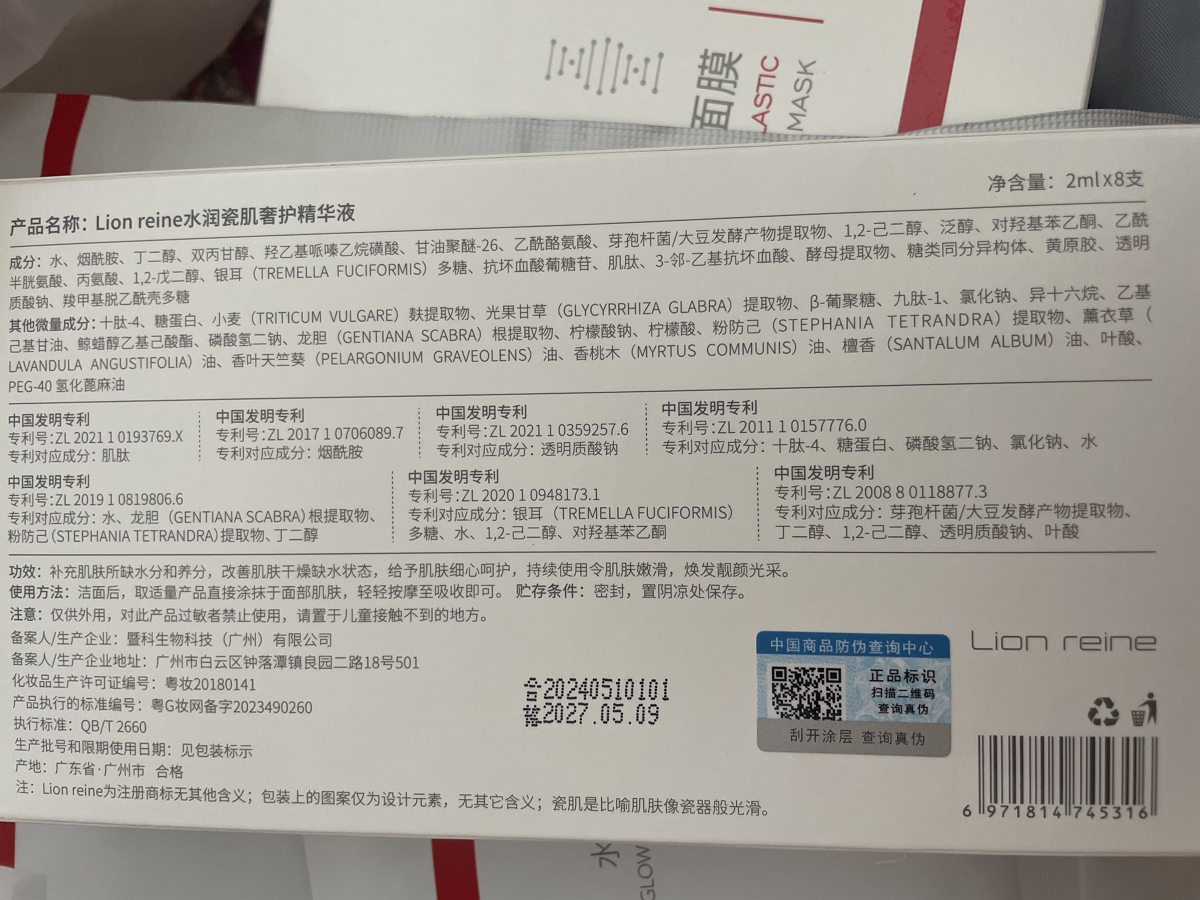 面膜
LASTIC
MASK
净含量：2mlx8支
产品名称：Lion reine水润瓷肌奢护精华液
成分：水、烟酰胺、丁二醇、双丙甘醇、羟乙基哌嗪乙烷磺酸、甘油聚醚-26、乙酰酪氨酸、芽孢杆菌/大豆发酵产物提取物、1,2-己二醇、泛醇、对羟基苯乙酮、乙酰
半胱氨酸、丙氨酸、1,2-戊二醇、银耳（TREMELLA FUCIFORMIS）多糖、抗坏血酸葡糖苷、肌肽、3-邻-乙基抗坏血酸、酵母提取物、糖类同分异构体、黄原胶、透明
质酸钠、羧甲基脱乙酰壳多糖
其他微量成分：十肽-4、糖蛋白、小麦（TRITICUM VULGARE）麸提取物、光果甘草（GLYCYRRHIZA GLABRA）提取物、β-葡聚糖、九肽-1、氯化钠、异十六烷、乙基
己基甘油、鲸蜡醇乙基己酸酯、磷酸氢二钠、龙胆（GENTIANA SCABRA）根提取物、柠檬酸钠、柠檬酸、粉防己（STEPHANIA TETRANDRA）提取物、薰衣草（
LAVANDULA ANGUSTIFOLIA）油、香叶天竺葵（PELARGONIUM GRAVEOLENS）油、香桃木（MYRTUS COMMUNIS）油、檀香（SANTALUM ALBUM）油、叶酸、
PEG-40 氢化蓖麻油
中国发明专利
专利号：ZL 2021 1 0193769.X
专利对应成分：肌肽
中国发明专利
专利号：ZL 2017 1 0706089.7
专利对应成分：烟酰胺
中国发明专利
专利号：ZL 2021 1 0359257.6
专利对应成分：透明质酸钠
中国发明专利
专利号：ZL 2011 1 0157776.0
专利对应成分：十肽-4、糖蛋白、磷酸氢二钠、氯化钠、水
中国发明专利
专利号：ZL 2019 1 0819806.6
专利对应成分：水、龙胆（GENTIANA SCABRA）根提取物、
粉防己（STEPHANIA TETRANDRA）提取物、丁二醇
中国发明专利
专利号：ZL 2020 1 0948173.1
专利对应成分：银耳（TREMELLA FUCIFORMIS）
多糖、水、1,2-己二醇、对羟基苯乙酮
中国发明专利
专利号：ZL 2008 8 0118877.3
专利对应成分：芽孢杆菌/大豆发酵产物提取物、
丁二醇、1,2-己二醇、透明质酸钠、叶酸
功效：补充肌肤所缺水分和养分，改善肌肤干燥缺水状态，给予肌肤细心呵护，持续使用令肌肤嫩滑，焕发靓颜光采。
使用方法：洁面后，取适量产品直接涂抹于面部肌肤，轻轻按摩至吸收即可。 贮存条件：密封，置阴凉处保存。
注意：仅供外用，对此产品过敏者禁止使用，请置于儿童接触不到的地方。
备案人/生产企业：暨科生物科技（广州）有限公司
备案人/生产企业地址：广州市白云区钟落潭镇良园二路18号501
化妆品生产许可证编号：粤妆20180141
产品执行的标准编号：粤G妆网备字2023490260
执行标准：QB/T 2660
生产批号和限期使用日期：见包装标示
产地：广东省·广州市 合格
注：Lion reine为注册商标无其他含义；包装上的图案仅为设计元素，无其它含义；瓷肌是比喻肌肤像瓷器般光滑。
合20240510101
格2027.05.09
中国商品防伪查询中心
正品标识
扫描二维码
查询真伪
刮开涂层 查询真伪
Lion reine
6 971814 745316
水
GLOW